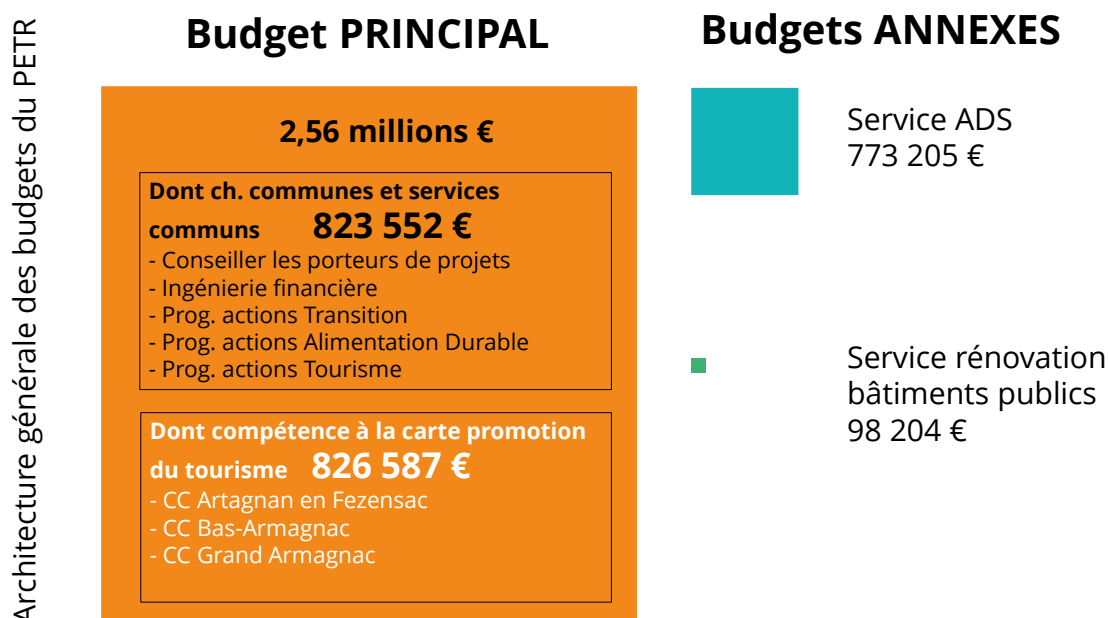 Architecture générale des budgets du PETR
Budget PRINCIPAL
2,56 millions €
Dont ch. communes et services
communs 823 552 €
- Conseiller les porteurs de projets
- Ingénierie financière
- Prog. actions Transition
- Prog. actions Alimentation Durable
- Prog. actions Tourisme
Dont compétence à la carte promotion
du tourisme 826 587 €
- CC Artagnan en Fezensac
- CC Bas-Armagnac
- CC Grand Armagnac
Budgets ANNEXES
Service ADS
773 205 €
Service rénovation
bâtiments publics
98 204 €